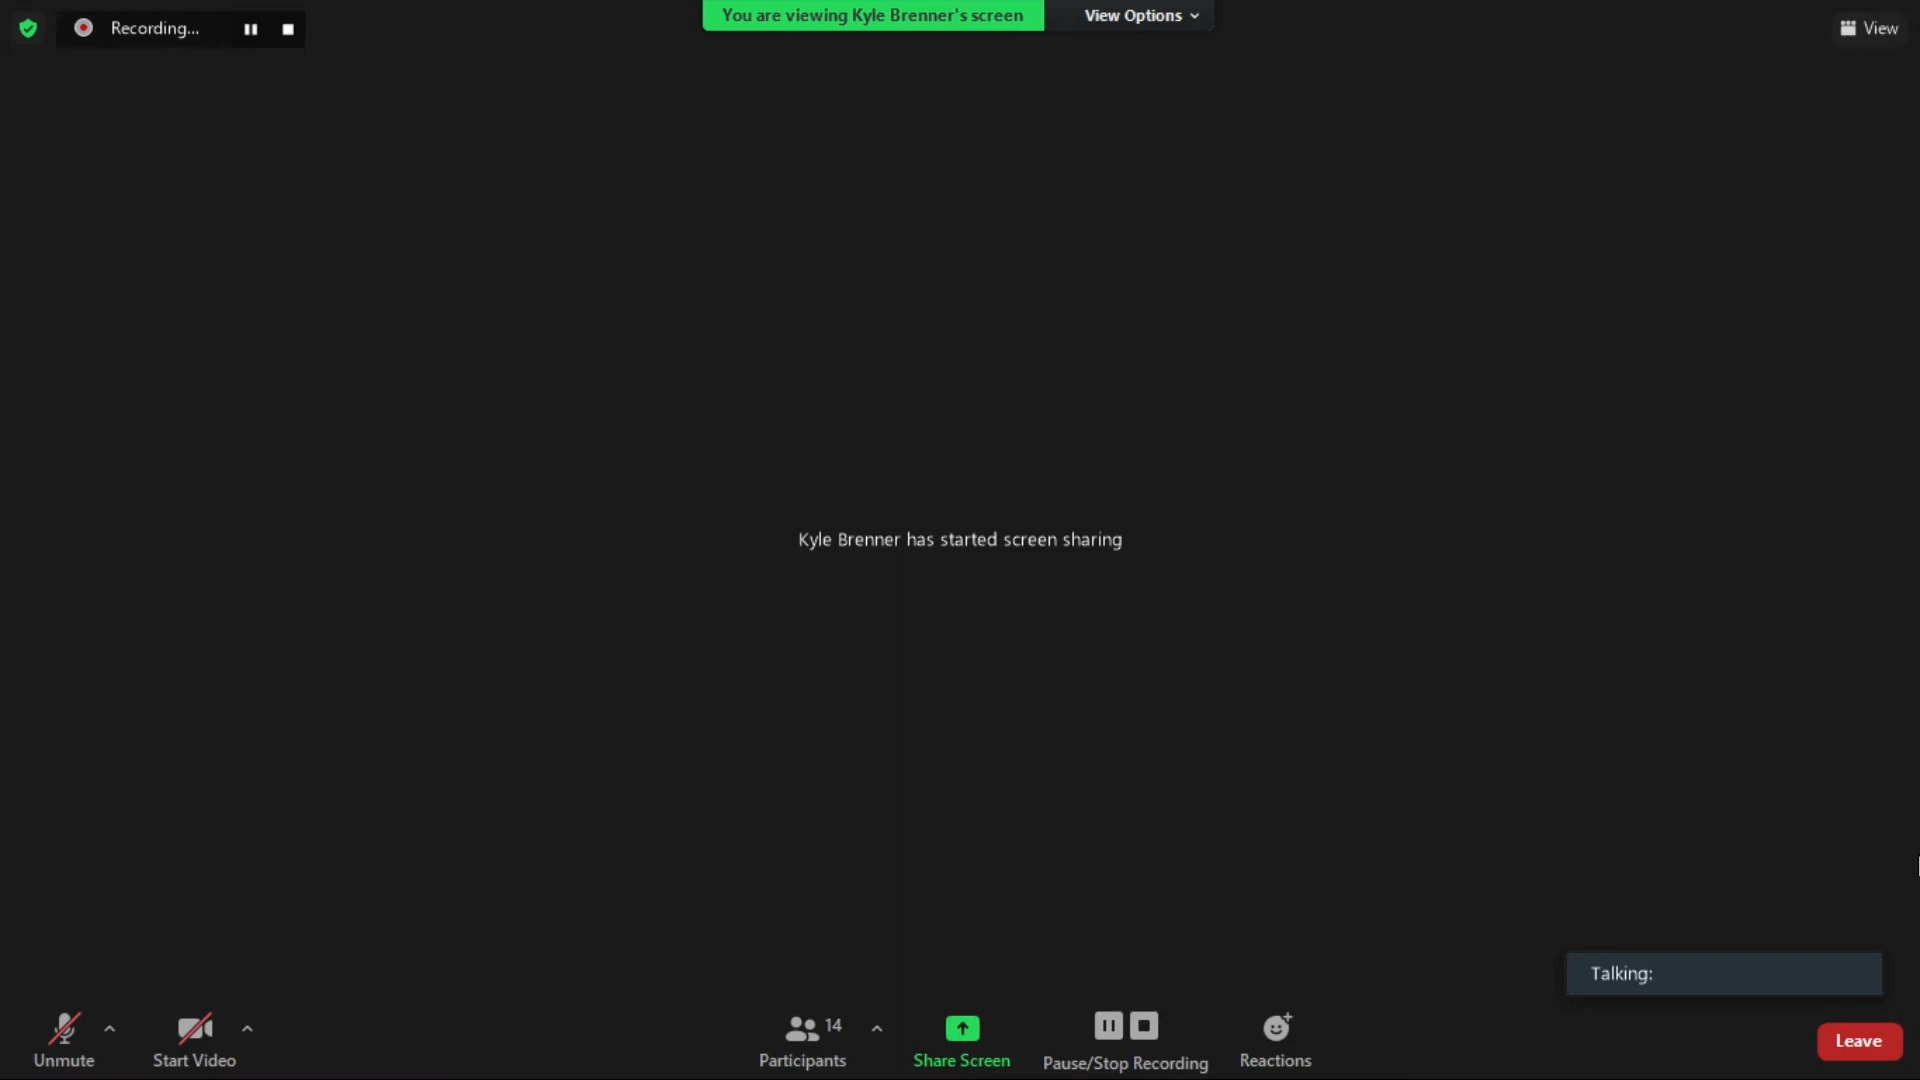 Recording...
You are viewing Kyle Brenner's screen
View Options
View
Kyle Brenner has started screen sharing
Talking:
Unmute
Start Video
14
Participants
Share Screen
Pause/Stop Recording
Reactions
Leave